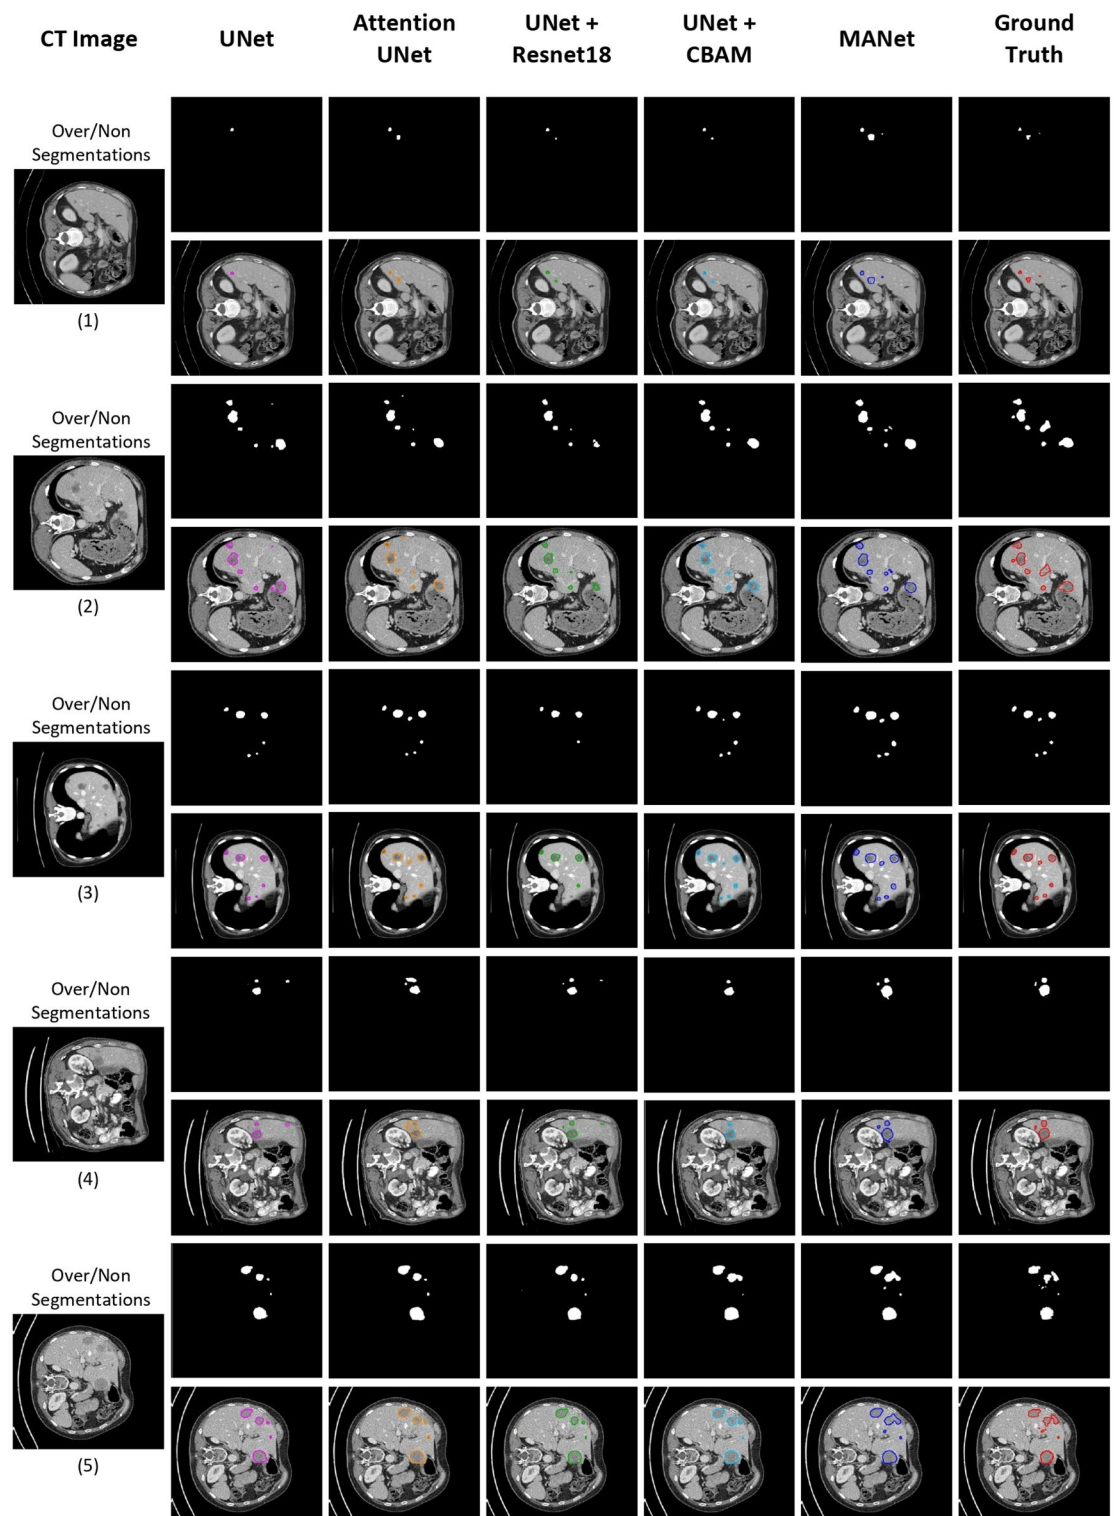 CT Image
UNet
Attention
UNet
UNet +
Resnet18
UNet +
CBAM
MANet
Ground
Truth
Over/Non
Segmentations
(1)
Over/Non
Segmentations
(2)
Over/Non
Segmentations
(3)
Over/Non
Segmentations
(4)
Over/Non
Segmentations
(5)